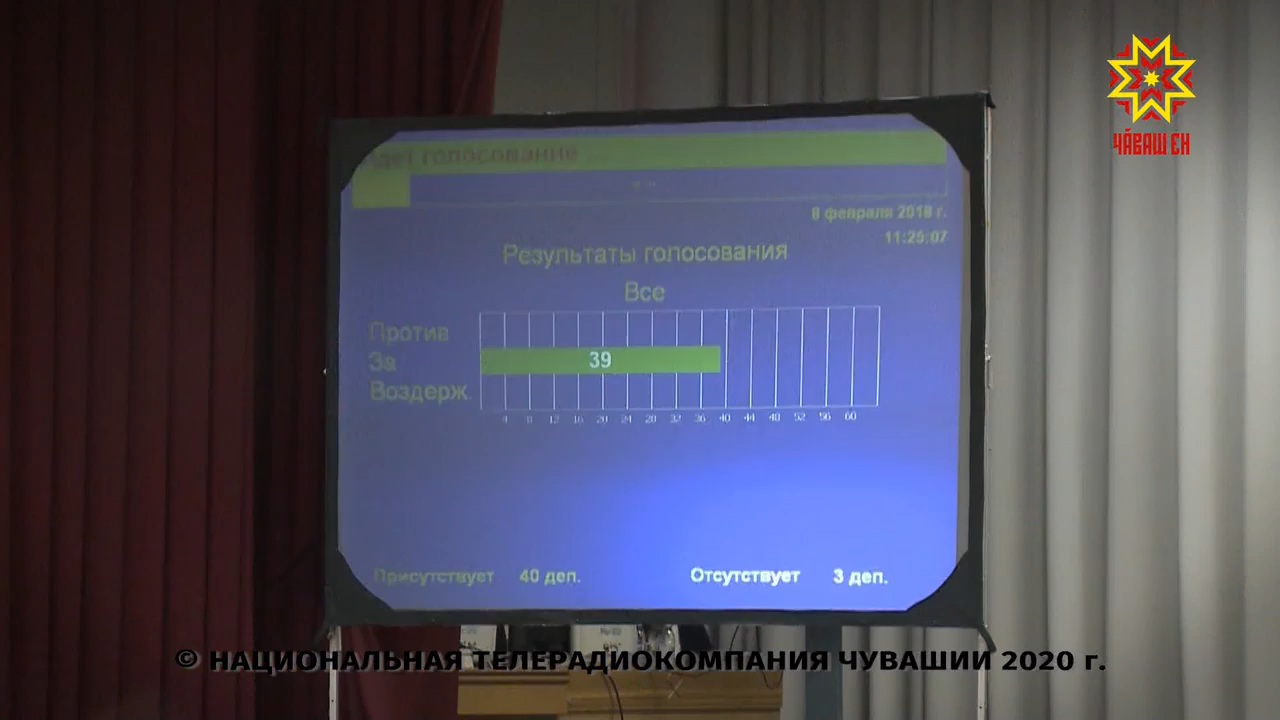 ЧӐВАШ ЕН
Идет голосование ...
8 февраля 2018 г.
11:25:07
Результаты голосования
Все
Против
За
39
Воздерж.
4 8 12 16 20 24 28 32 36 40 44 48 52 56 60
Присутствует 40 деп. Отсутствует 3 деп.
© НАЦИОНАЛЬНАЯ ТЕЛЕРАДИОКОМПАНИЯ ЧУВАШИИ 2020 г.